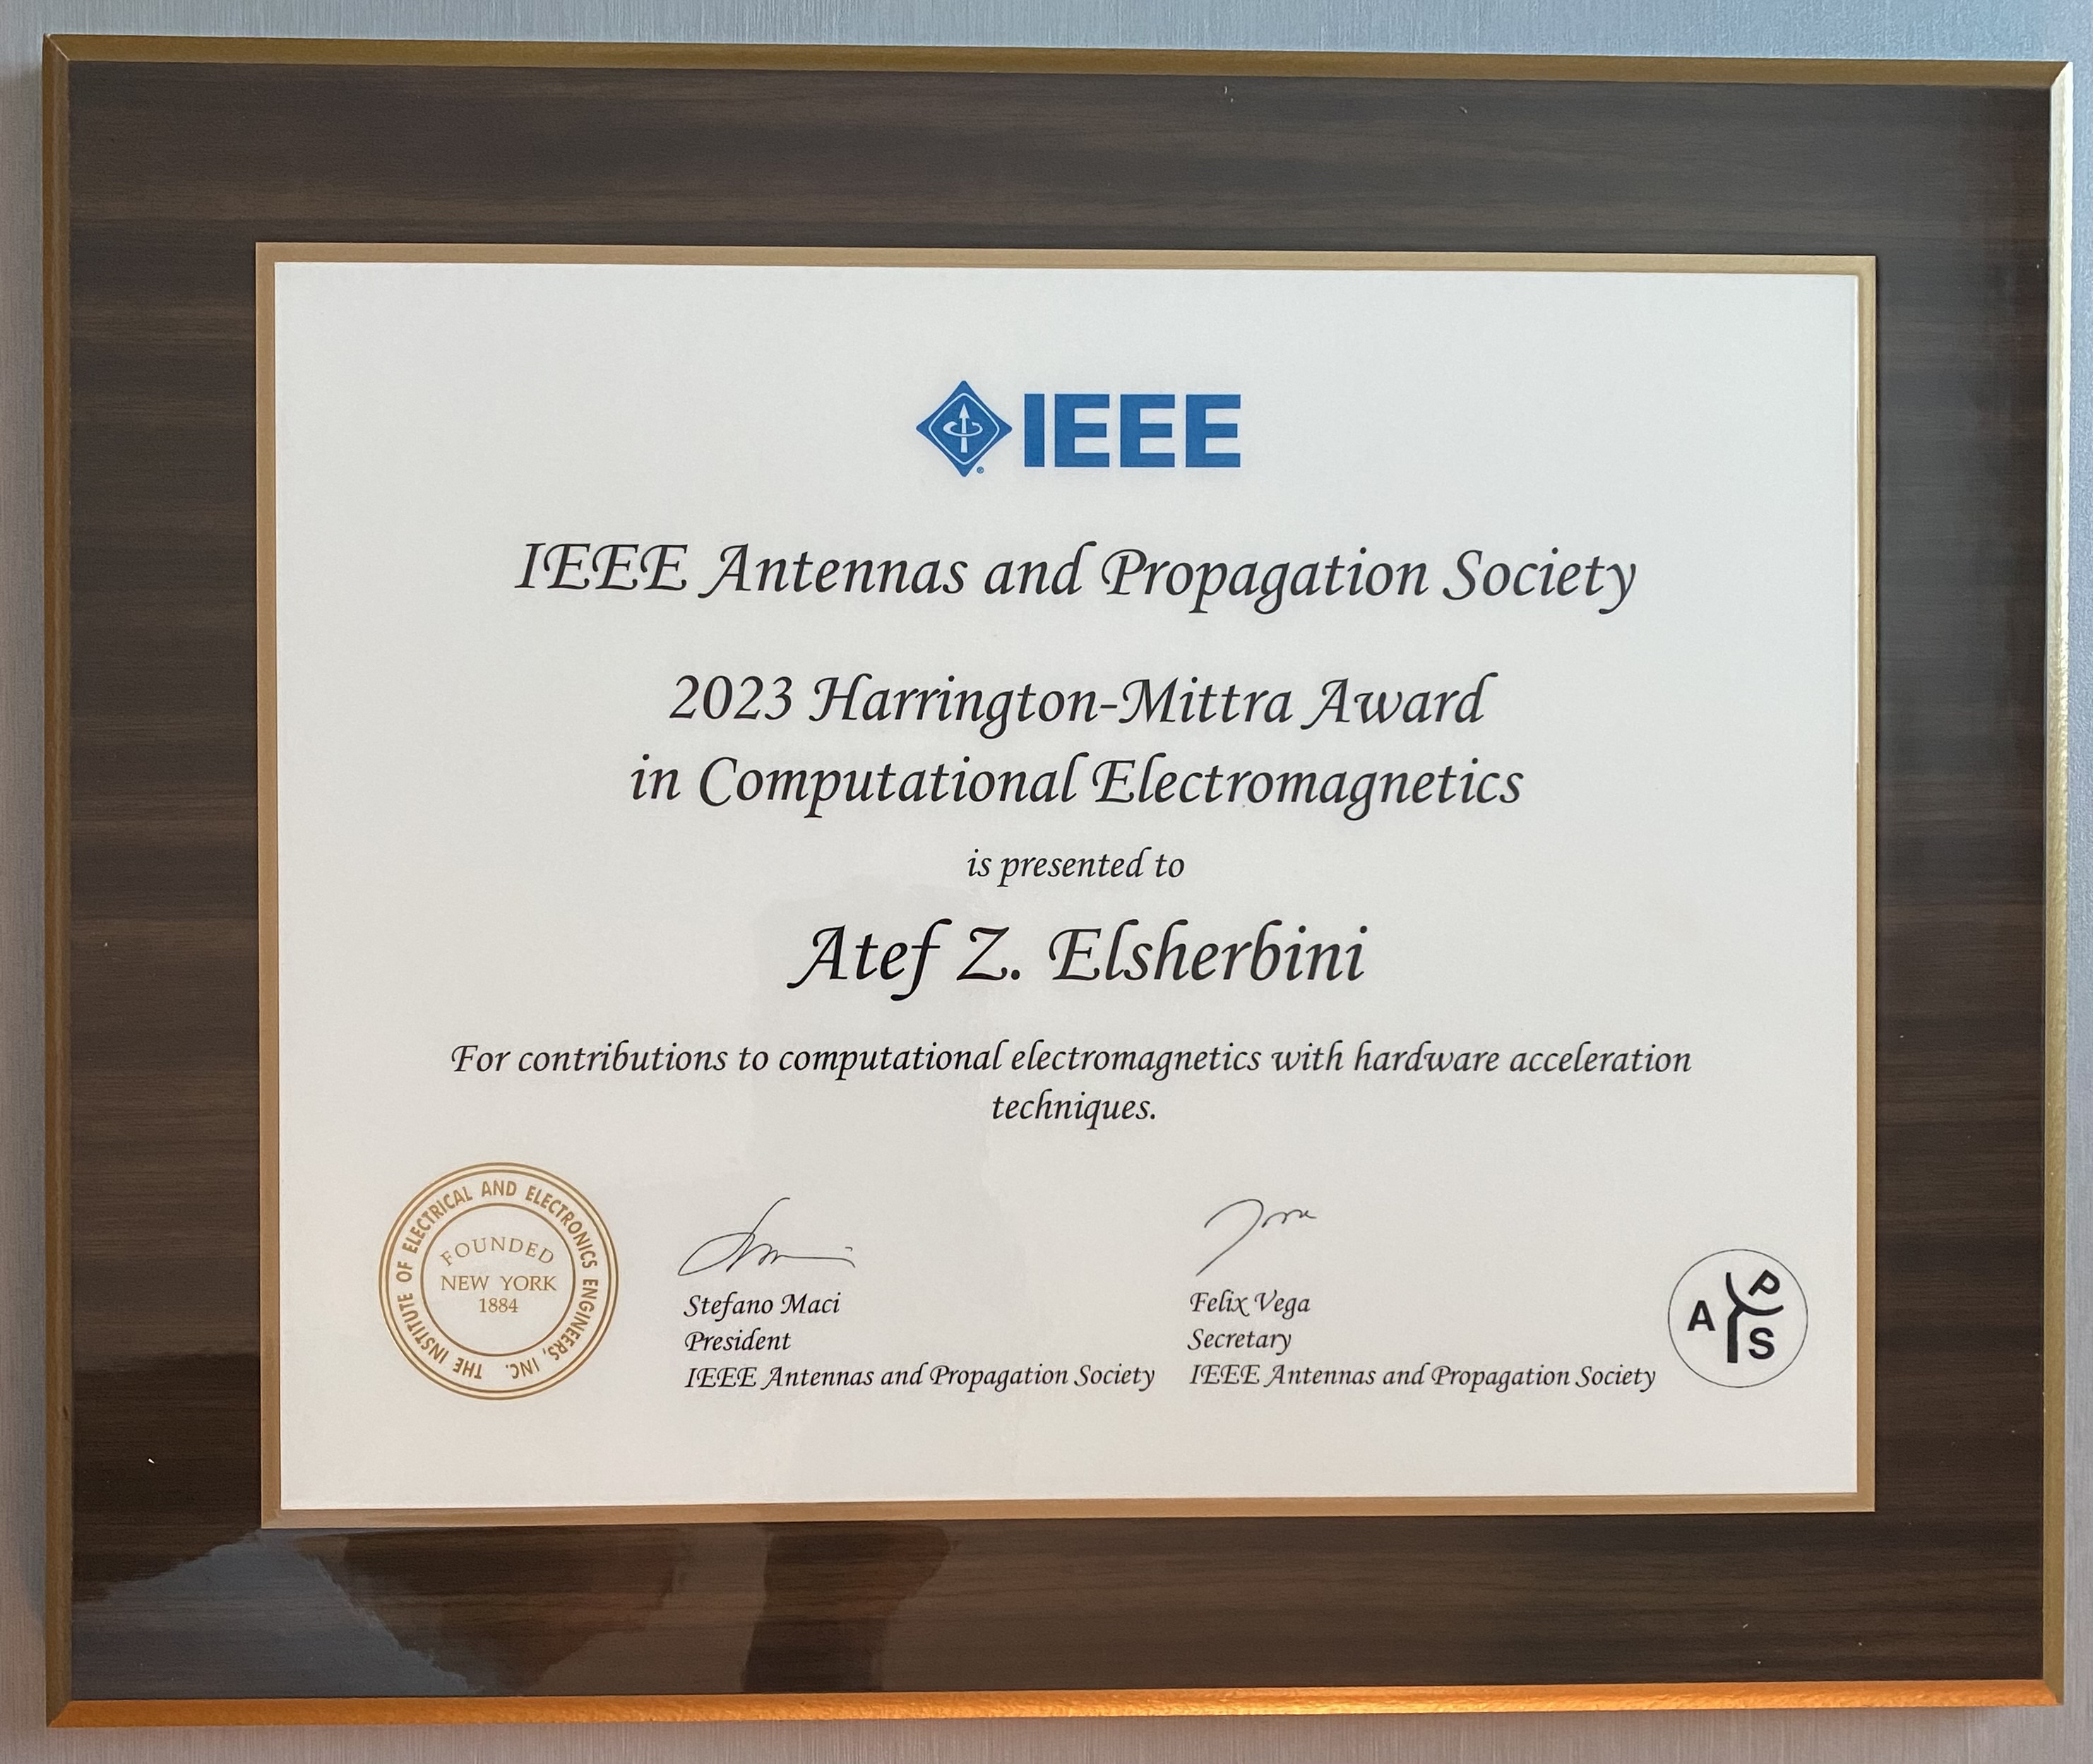 IEEE
IEEE Antennas and Propagation Society
2023 Harrington-Mittra Award
in Computational Electromagnetics
is presented to
Atef Z. Elsherbini
For contributions to computational electromagnetics with hardware acceleration
techniques.
THE INSTITUTE OF ELECTRICAL AND ELECTRONICS ENGINEERS, INC.
FOUNDED
NEW YORK
1884
Stefano Maci
President
IEEE Antennas and Propagation Society
Felix Vega
Secretary
IEEE Antennas and Propagation Society
A P S